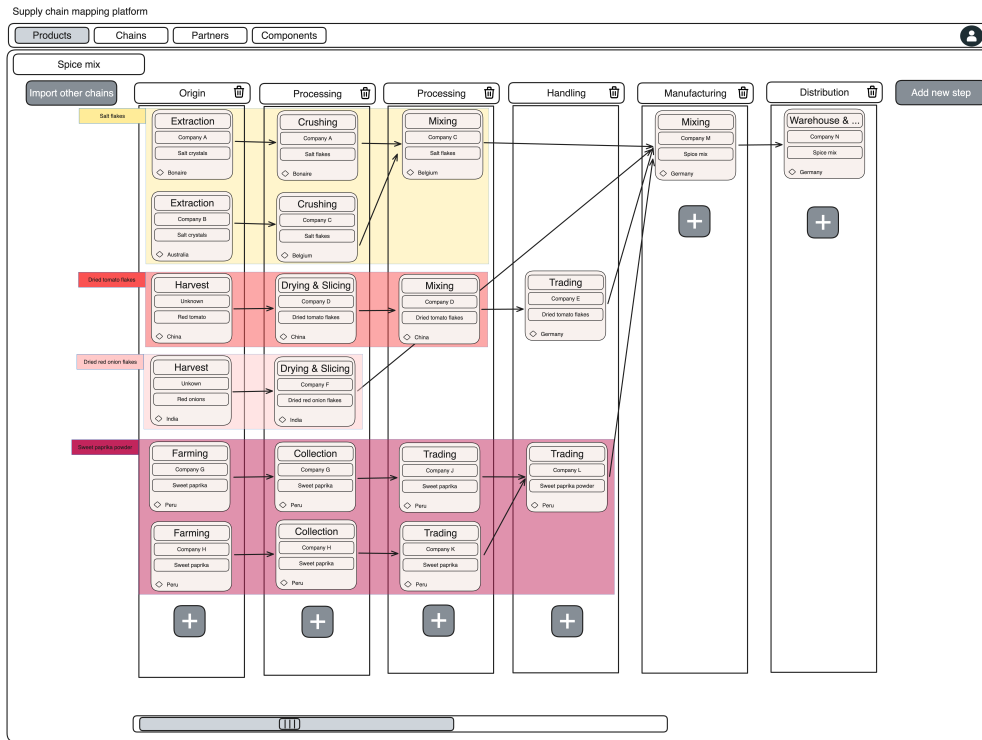 Supply chain mapping platform
Products
Chains
Partners
Components
Spice mix
Import other chains
Origin
Processing
Processing
Handling
Manufacturing
Distribution
Add new step
Salt flakes
Extraction
Company A
Salt crystals
Bonaire
Crushing
Company A
Salt flakes
Bonaire
Mixing
Company C
Salt flakes
Belgium
Mixing
Company M
Spice mix
Germany
Warehouse & ...
Company N
Spice mix
Germany
Extraction
Company B
Salt crystals
Australia
Crushing
Company C
Salt flakes
Belgium
Dried tomato flakes
Harvest
Unknown
Red tomato
China
Drying & Slicing
Company D
Dried tomato flakes
China
Mixing
Company D
Dried tomato flakes
China
Trading
Company E
Dried tomato flakes
Germany
Dried red onion flakes
Harvest
Unkown
Red onions
India
Drying & Slicing
Company F
Dried red onion flakes
India
Sweet paprika powder
Farming
Company G
Sweet paprika
Peru
Collection
Company G
Sweet paprika
Peru
Trading
Company J
Sweet paprika
Peru
Trading
Company L
Sweet paprika powder
Peru
Farming
Company H
Sweet paprika
Peru
Collection
Company H
Sweet paprika
Peru
Trading
Company K
Sweet paprika
Peru